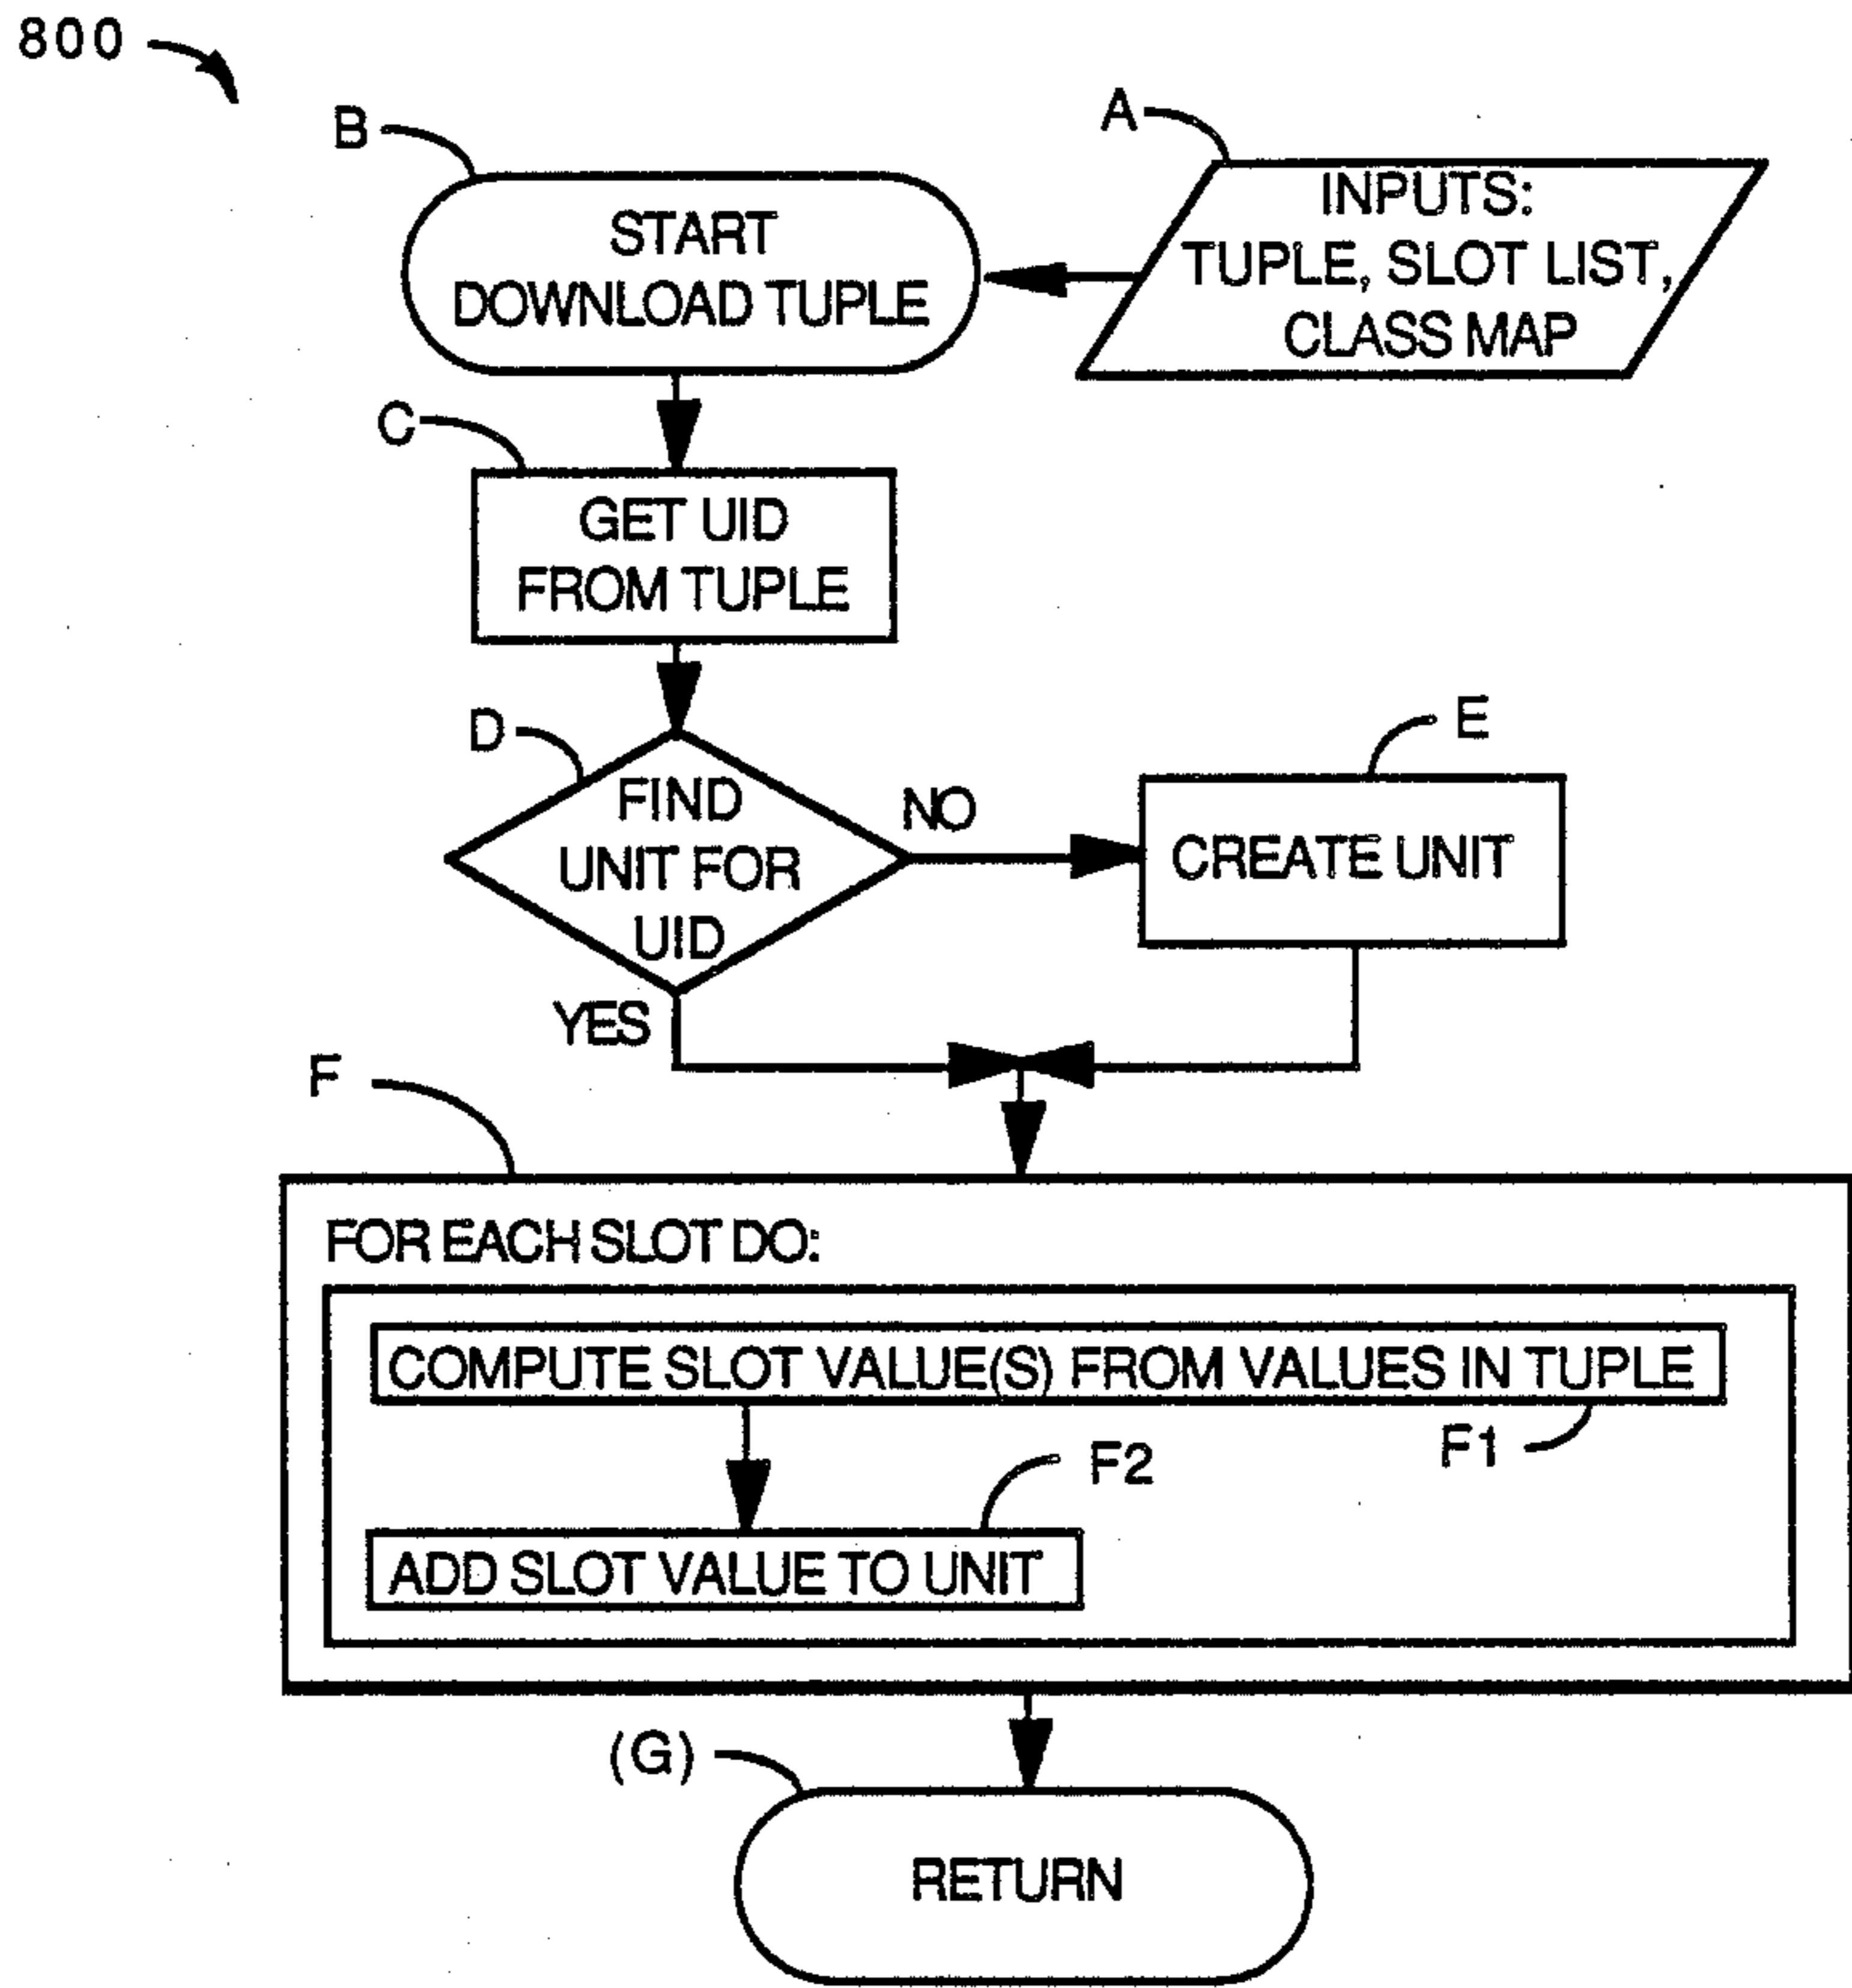 800
B
A
START
DOWNLOAD TUPLE
INPUTS:
TUPLE, SLOT LIST,
CLASS MAP
C
GET UID
FROM TUPLE
D
FIND
UNIT FOR
UID
NO
E
CREATE UNIT
YES
F
FOR EACH SLOT DO:
COMPUTE SLOT VALUE(S) FROM VALUES IN TUPLE
F1
F2
ADD SLOT VALUE TO UNIT
(G)
RETURN